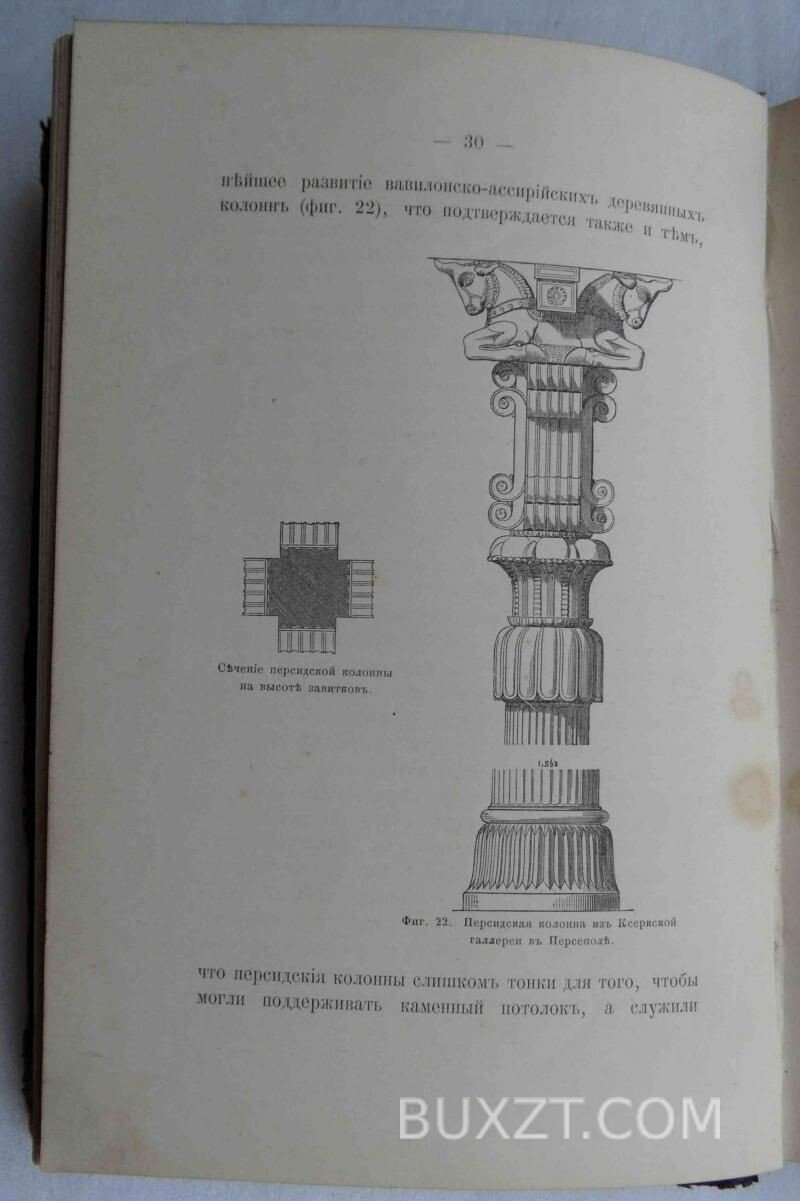 — 30 —
нѣйшее развитіе вавилонско-ассирійскихъ деревянныхъ
колоннъ (фиг. 22), что подтверждается также и тѣмъ,
Сѣченіе персидской колонны
на высотѣ завитковъ.
1,560
Фиг. 22. Персидская колонна изъ Ксеркской
галлереи въ Персеполѣ.
что персидскія колонны слишкомъ тонки для того, чтобы
могли поддерживать каменный потолокъ, а служили
BUXZT.COM